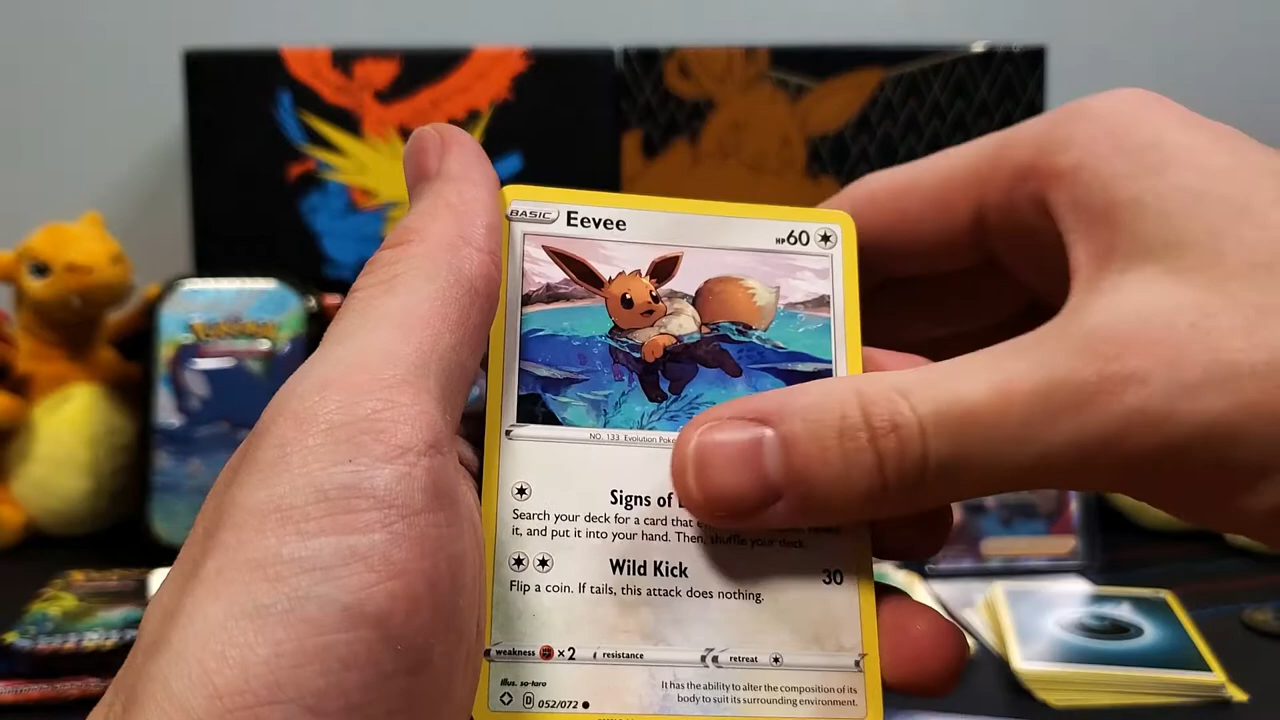 Pokémon
BASIC Eevee HP60
NO. 133 Evolution
Signs of
Search your deck for a card that
it, and put it into your hand. Then, shuffle your deck.
Wild Kick 30
Flip a coin. If tails, this attack does nothing.
weakness ×2 resistance retreat
Illus. so-taro
It has the ability to alter the composition of its
body to suit its surrounding environment.
D 052/072